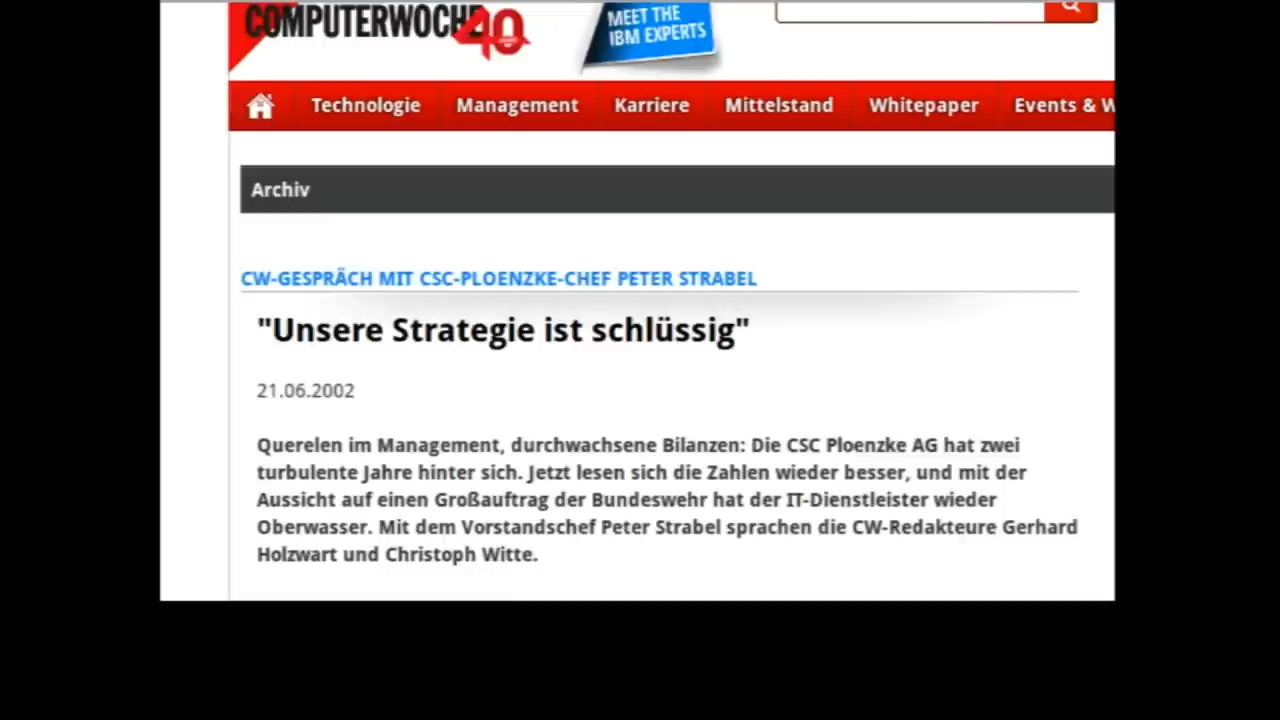 COMPUTERWOCHE 40
MEET THE
IBM EXPERTS
Technologie Management Karriere Mittelstand Whitepaper Events & W
Archiv
CW-GESPRÄCH MIT CSC-PLOENZKE-CHEF PETER STRABEL
"Unsere Strategie ist schlüssig"
21.06.2002
Querelen im Management, durchwachsene Bilanzen: Die CSC Ploenzke AG hat zwei
turbulente Jahre hinter sich. Jetzt lesen sich die Zahlen wieder besser, und mit der
Aussicht auf einen Großauftrag der Bundeswehr hat der IT-Dienstleister wieder
Oberwasser. Mit dem Vorstandschef Peter Strabel sprachen die CW-Redakteure Gerhard
Holzwart und Christoph Witte.